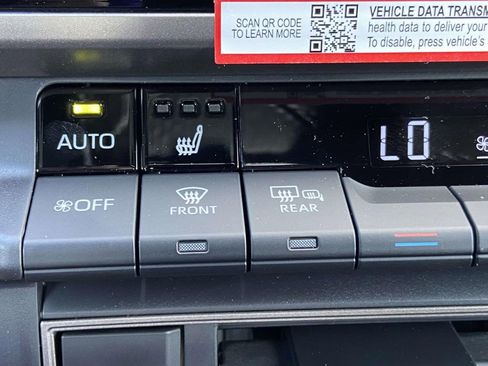 SCAN QR CODE
TO LEARN MORE
VEHICLE DATA TRANSM
health data to deliver your
To disable, press vehicle's
AUTO
LO
OFF
FRONT
REAR